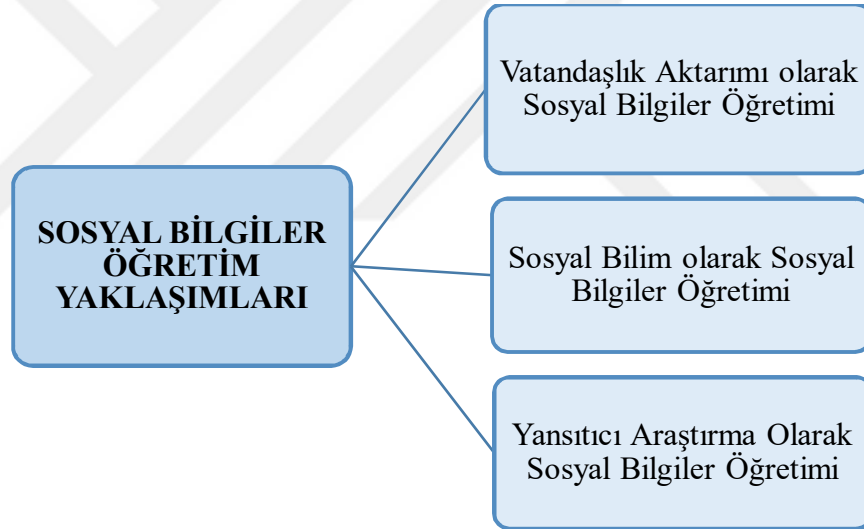 SOSYAL BİLGİLER
ÖĞRETİM
YAKLAŞIMLARI
Vatandaşlık Aktarımı olarak
Sosyal Bilgiler Öğretimi
Sosyal Bilim olarak Sosyal
Bilgiler Öğretimi
Yansıtıcı Araştırma Olarak
Sosyal Bilgiler Öğretimi